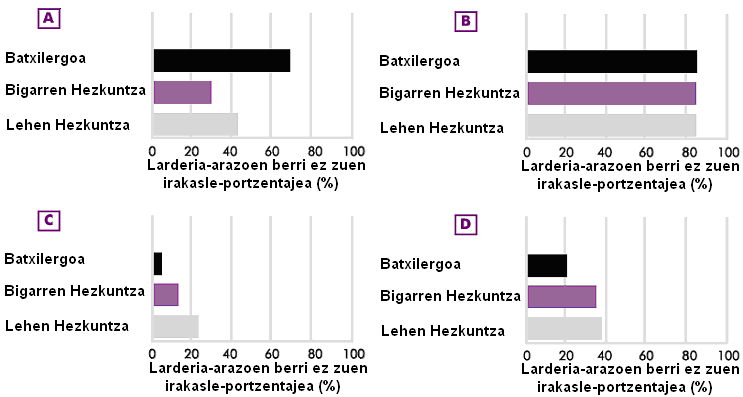 A
Batxilergoa
Bigarren Hezkuntza
Lehen Hezkuntza
0 20 40 60 80 100
Larderia-arazoen berri ez zuen
irakasle-portzentajea (%)
B
Batxilergoa
Bigarren Hezkuntza
Lehen Hezkuntza
0 20 40 60 80 100
Larderia-arazoen berri ez zuen
irakasle-portzentajea (%)
C
Batxilergoa
Bigarren Hezkuntza
Lehen Hezkuntza
0 20 40 60 80 100
Larderia-arazoen berri ez zuen
irakasle-portzentajea (%)
D
Batxilergoa
Bigarren Hezkuntza
Lehen Hezkuntza
0 20 40 60 80 100
Larderia-arazoen berri ez zuen
irakasle-portzentajea (%)